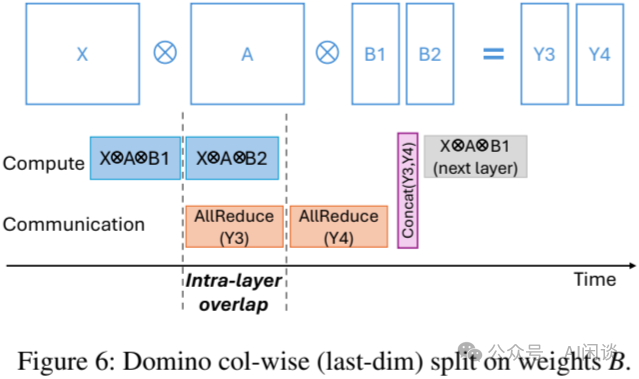 X ⊗ A ⊗ B1 B2 = Y3 Y4
Compute
X⊗A⊗B1
X⊗A⊗B2
Concat(Y3,Y4)
X⊗A⊗B1
(next layer)
Communication
AllReduce
(Y3)
AllReduce
(Y4)
Intra-layer
overlap
Time
公众号 · AI闲谈
Figure 6: Domino col-wise (last-dim) split on weights B.